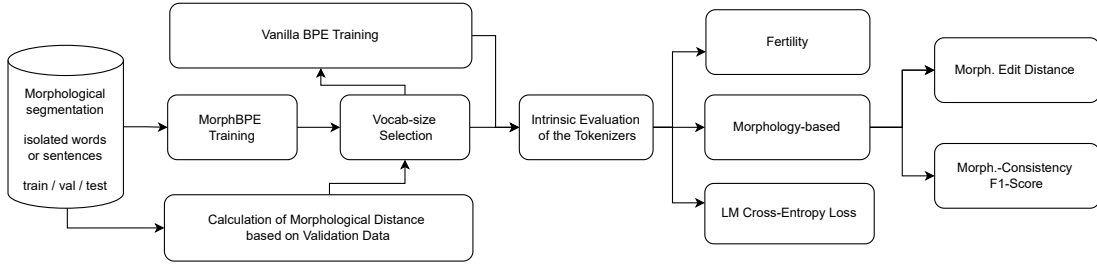 Morphological
segmentation
isolated words
or sentences
train / val / test
Vanilla BPE Training
MorphBPE
Training
Vocab-size
Selection
Calculation of Morphological Distance
based on Validation Data
Intrinsic Evaluation
of the Tokenizers
Fertility
Morphology-based
LM Cross-Entropy Loss
Morph. Edit Distance
Morph.-Consistency
F1-Score